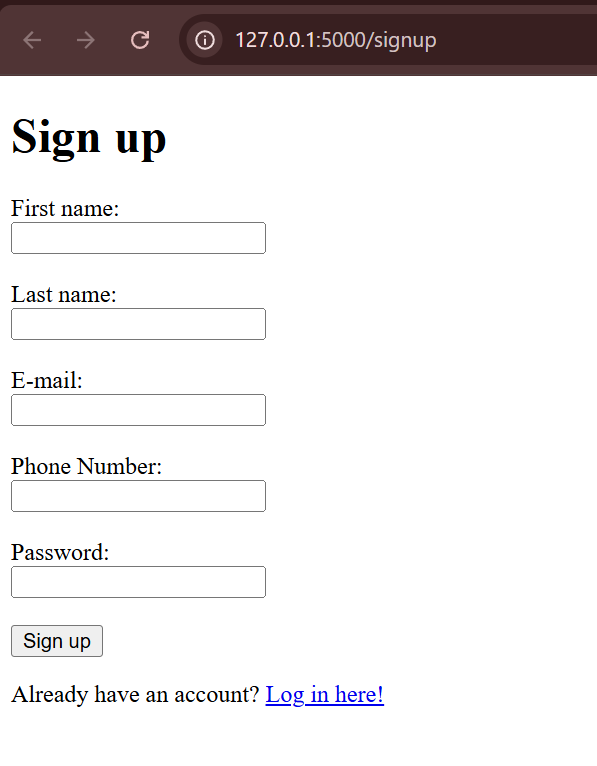 127.0.0.1:5000/signup
Sign up
First name:
Last name:
E-mail:
Phone Number:
Password:
Sign up
Already have an account? Log in here!